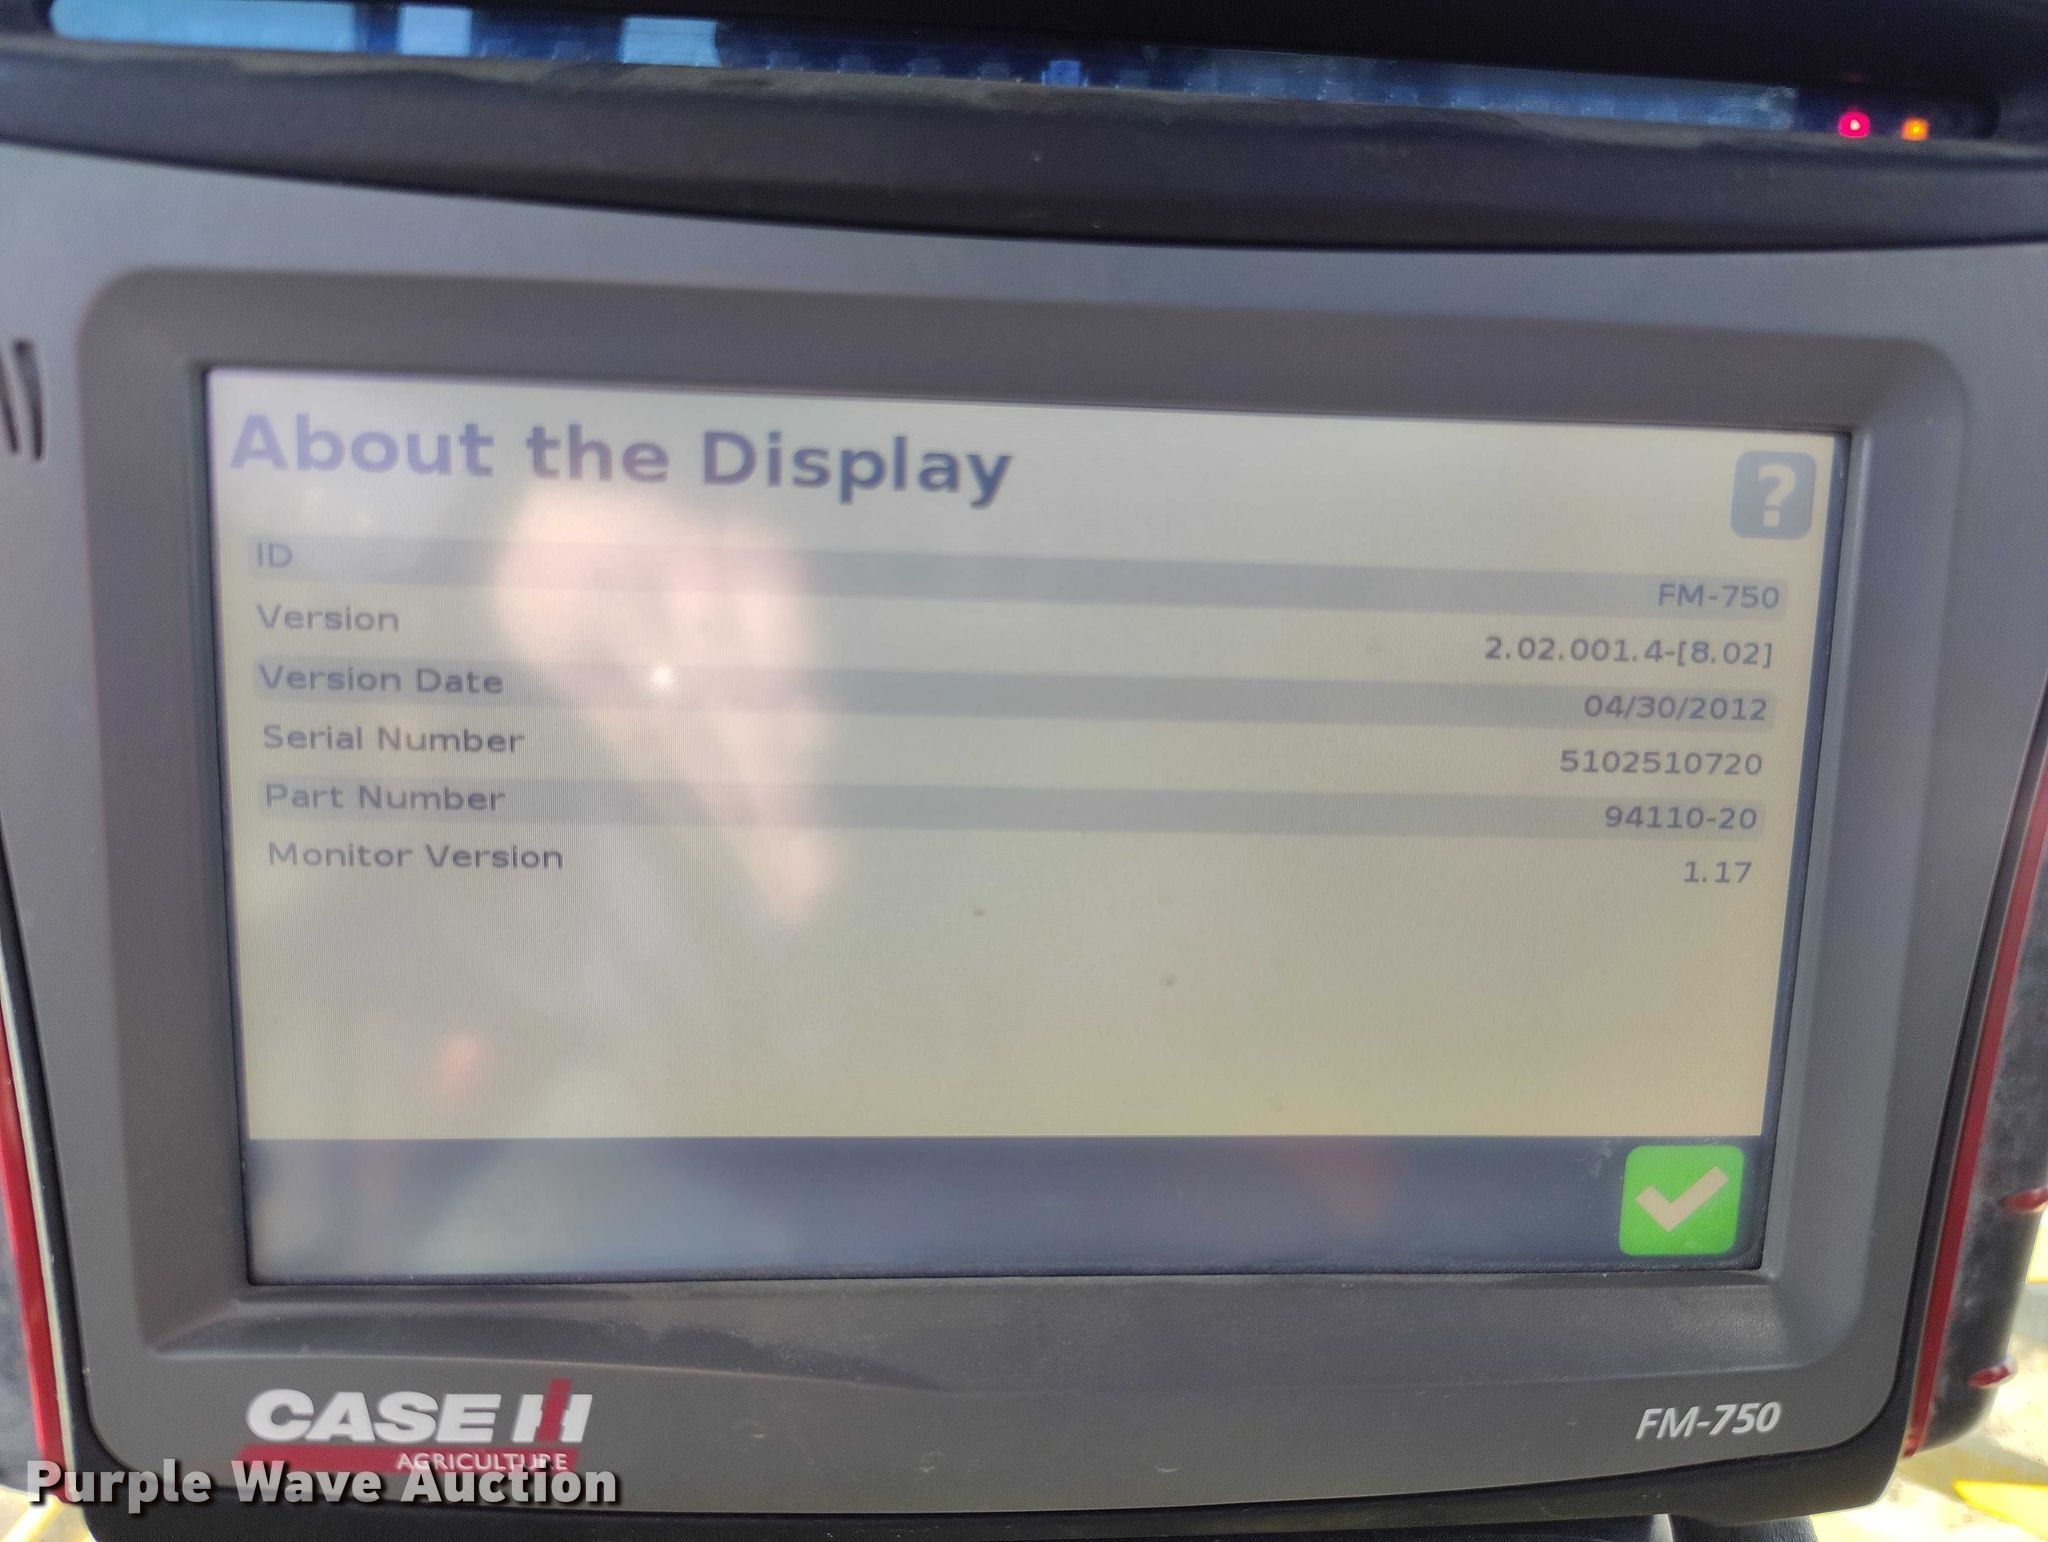 About the Display
?
ID FM-750
Version 2.02.001.4-[8.02]
Version Date 04/30/2012
Serial Number 5102510720
Part Number 94110-20
Monitor Version 1.17
CASE IH
AGRICULTURE
FM-750
Purple Wave Auction